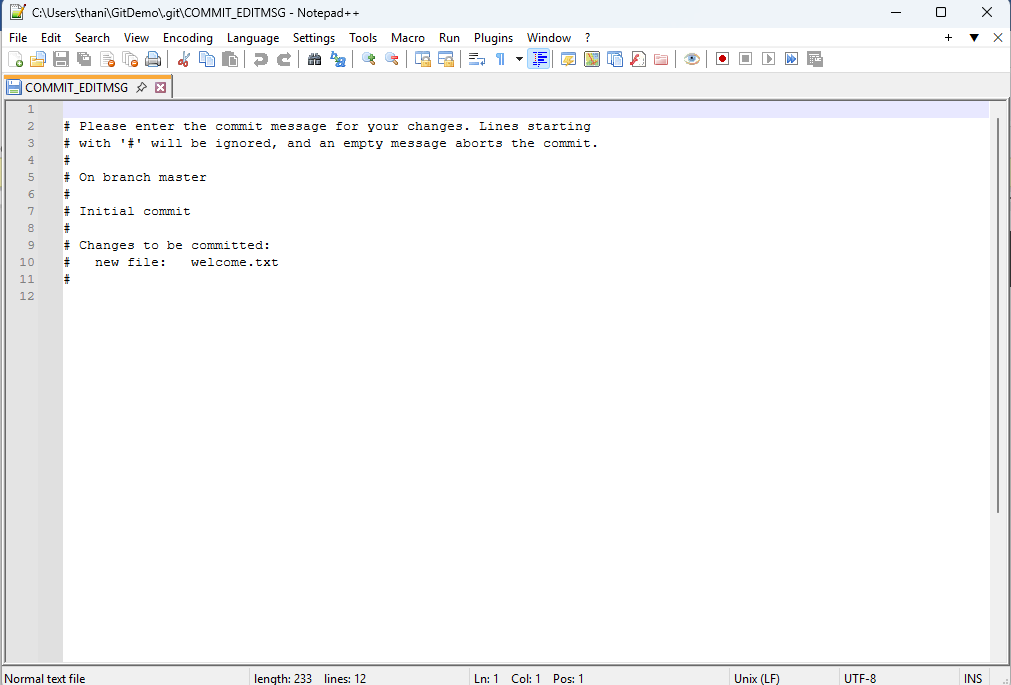 C:\Users\thani\GitDemo\.git\COMMIT_EDITMSG - Notepad++
File Edit Search View Encoding Language Settings Tools Macro Run Plugins Window ?
COMMIT_EDITMSG
1
2 # Please enter the commit message for your changes. Lines starting
3 # with '#' will be ignored, and an empty message aborts the commit.
4 #
5 # On branch master
6 #
7 # Initial commit
8 #
9 # Changes to be committed:
10 #   new file:   welcome.txt
11 #
12
Normal text file length: 233 lines: 12 Ln: 1 Col: 1 Pos: 1 Unix (LF) UTF-8 INS